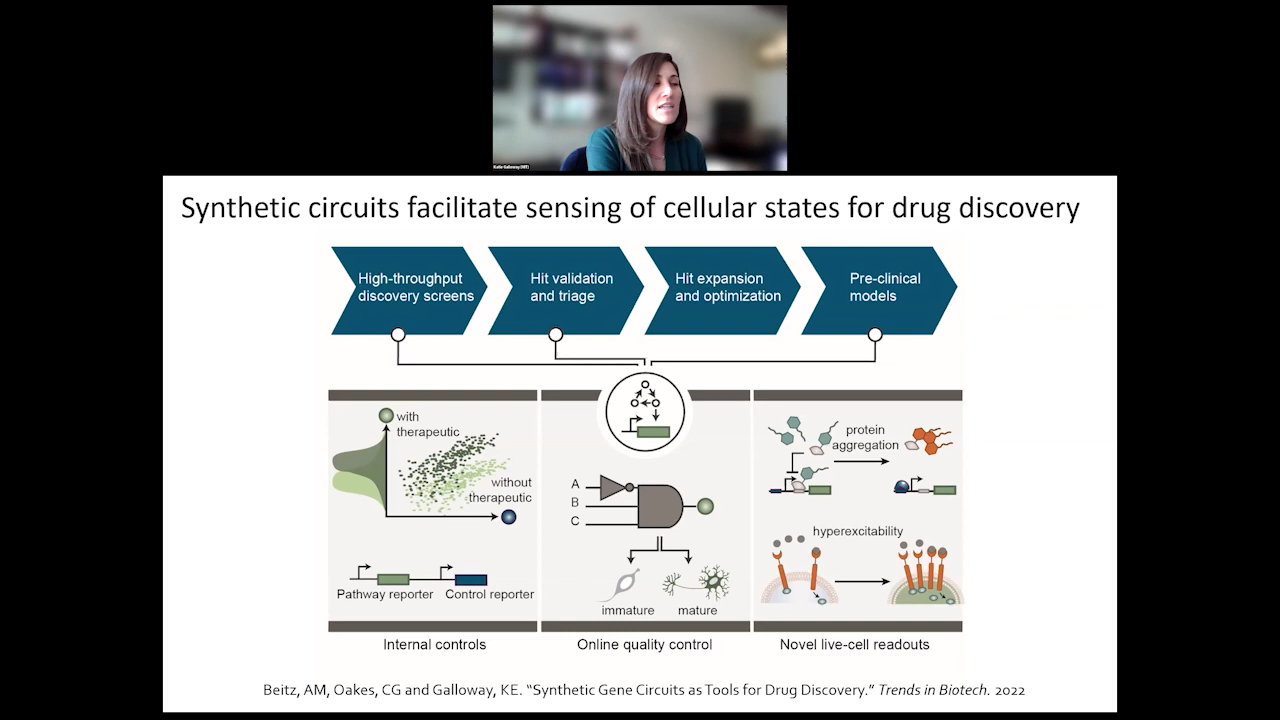 Katie Galloway (MIT)
Synthetic circuits facilitate sensing of cellular states for drug discovery
High-throughput
discovery screens
Hit validation
and triage
Hit expansion
and optimization
Pre-clinical
models
with
therapeutic
without
therapeutic
Pathway reporter
Control reporter
Internal controls
A
B
C
immature
mature
Online quality control
protein
aggregation
hyperexcitability
Novel live-cell readouts
Beitz, AM, Oakes, CG and Galloway, KE. “Synthetic Gene Circuits as Tools for Drug Discovery.” Trends in Biotech. 2022